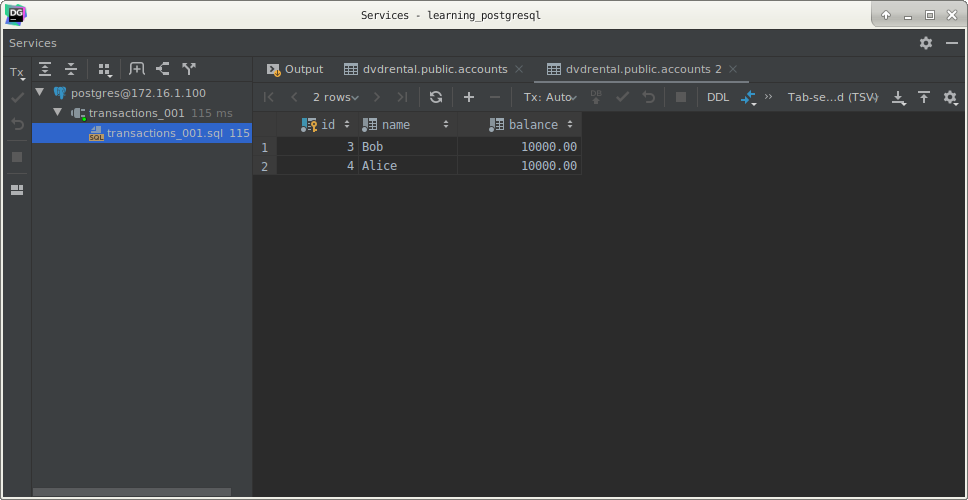 DG
Services - learning_postgresql
Services
Tx
Output
dvdrental.public.accounts
dvdrental.public.accounts 2
postgres@172.16.1.100
2 rows
Tx: Auto
DB
DDL
Tab-se...d (TSV)
transactions_001 115 ms
SQL
transactions_001.sql 115
id
name
balance
1 3 Bob 10000.00
2 4 Alice 10000.00